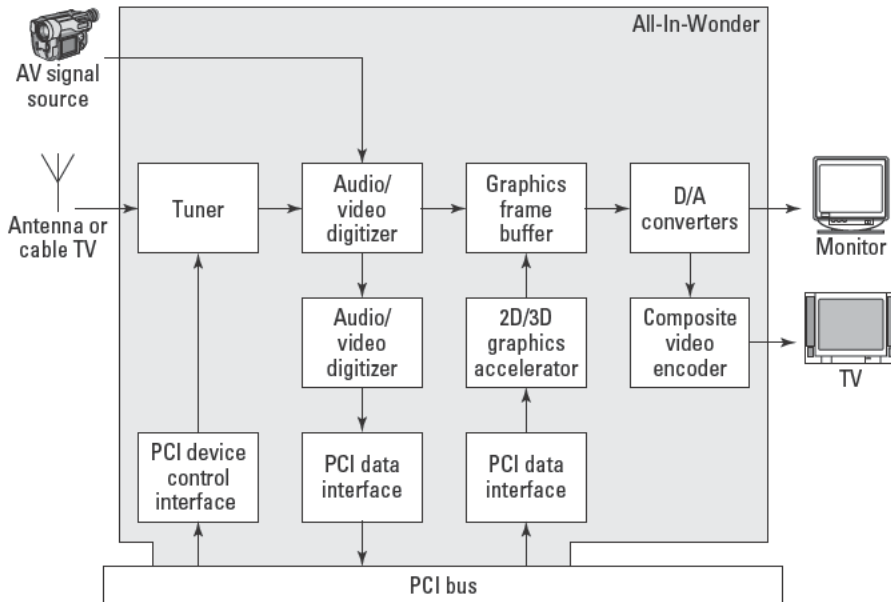 All-In-Wonder
AV signal
source
Antenna or
cable TV
Tuner
Audio/
video
digitizer
Graphics
frame
buffer
D/A
converters
Monitor
Audio/
video
digitizer
2D/3D
graphics
accelerator
Composite
video
encoder
TV
PCI device
control
interface
PCI data
interface
PCI data
interface
PCI bus